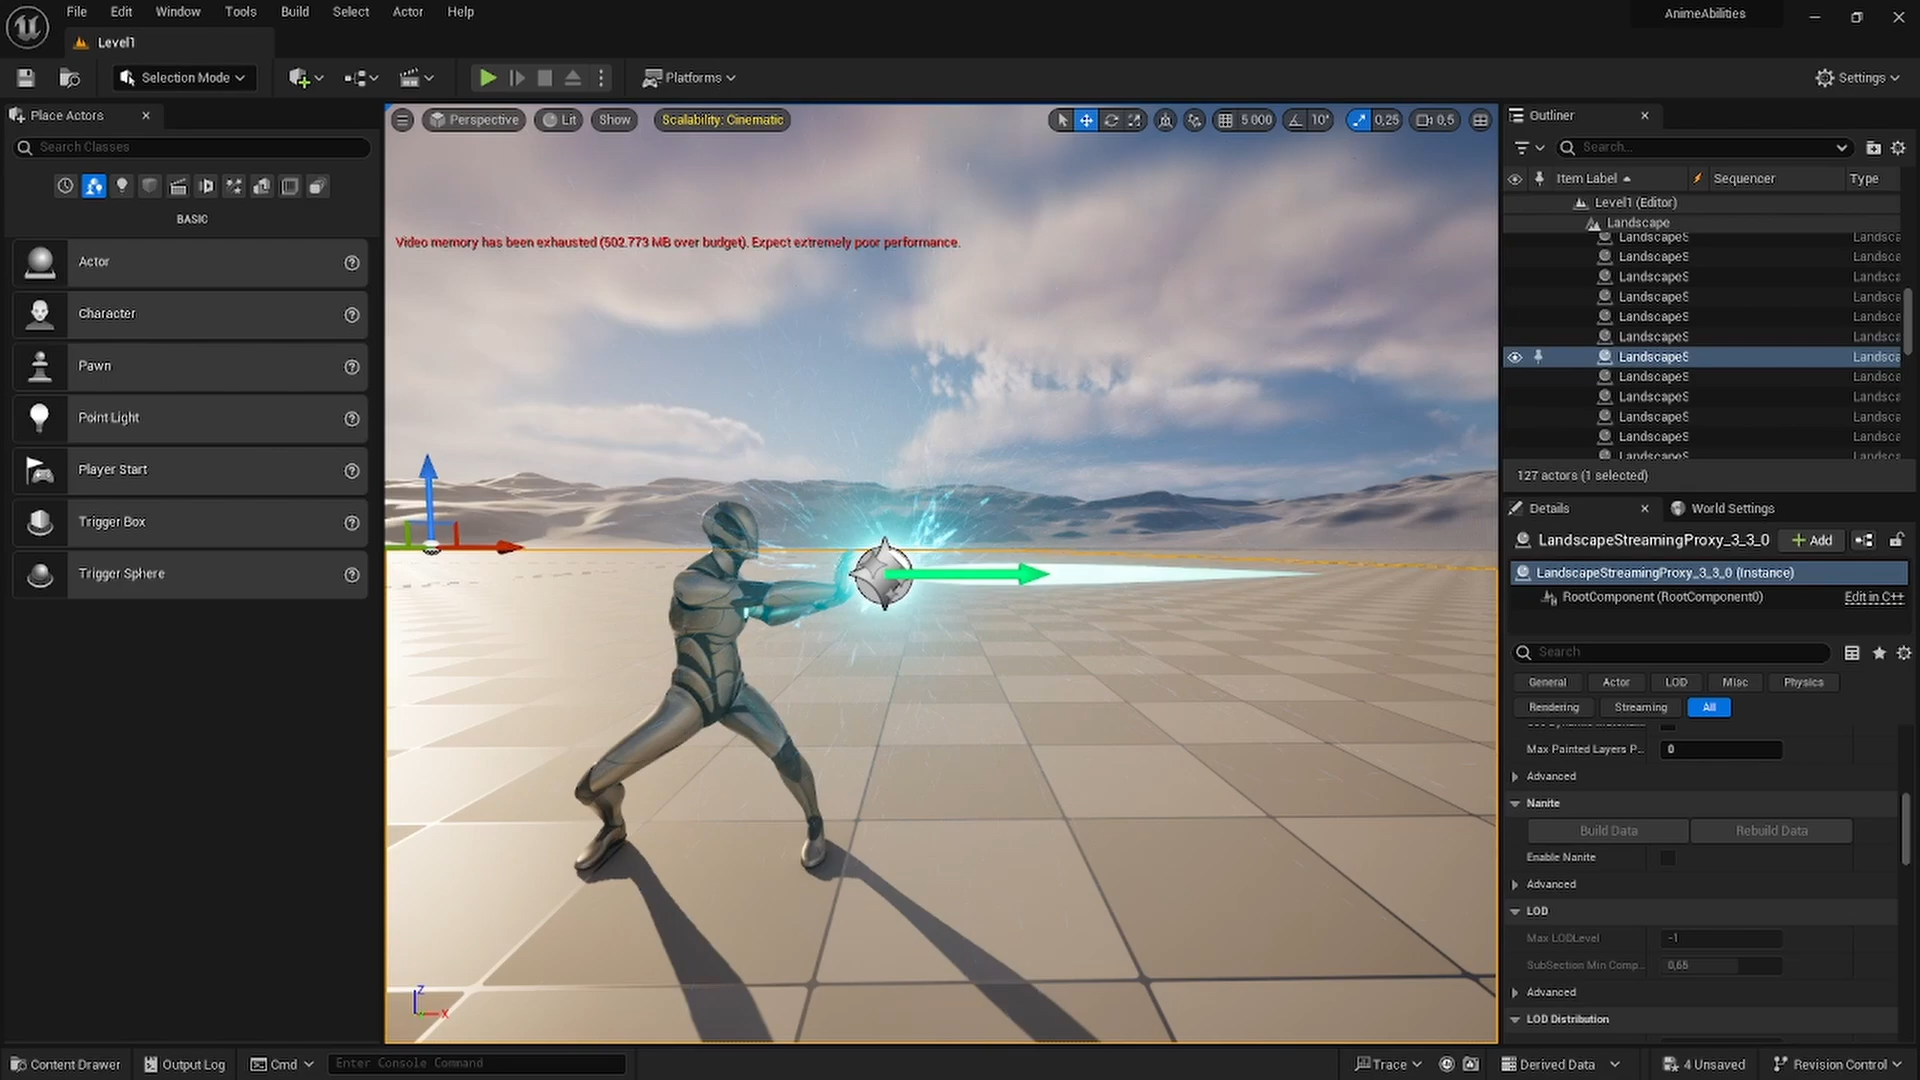 File Edit Window Tools Build Select Actor Help
AnimeAbilities
Level1
Selection Mode
Platforms
Settings
Place Actors
Search Classes
BASIC
Actor
Character
Pawn
Point Light
Player Start
Trigger Box
Trigger Sphere
Perspective Lit Show Scalability: Cinematic
5 000 10° 0,25 0,5
Video memory has been exhausted (502.773 MB over budget). Expect extremely poor performance.
Z
X
Outliner
Search...
Item Label Sequencer Type
Level1 (Editor)
Landscape
LandscapeS Landsca
LandscapeS Landsca
LandscapeS Landsca
LandscapeS Landsca
LandscapeS Landsca
LandscapeS Landsca
LandscapeS Landsca
LandscapeS Landsca
LandscapeS Landsca
LandscapeS Landsca
LandscapeS Landsca
LandscapeS Landsca
127 actors (1 selected)
Details World Settings
LandscapeStreamingProxy_3_3_0 Add
LandscapeStreamingProxy_3_3_0 (Instance)
RootComponent (RootComponent0) Edit in C++
Search
General Actor LOD Misc Physics
Rendering Streaming All
Max Painted Layers P... 0
Advanced
Nanite
Build Data Rebuild Data
Enable Nanite
Advanced
LOD
Max LODLevel -1
SubSection Min Comp... 0,65
Advanced
LOD Distribution
Content Drawer Output Log Cmd Enter Console Command
Trace Derived Data 4 Unsaved Revision Control